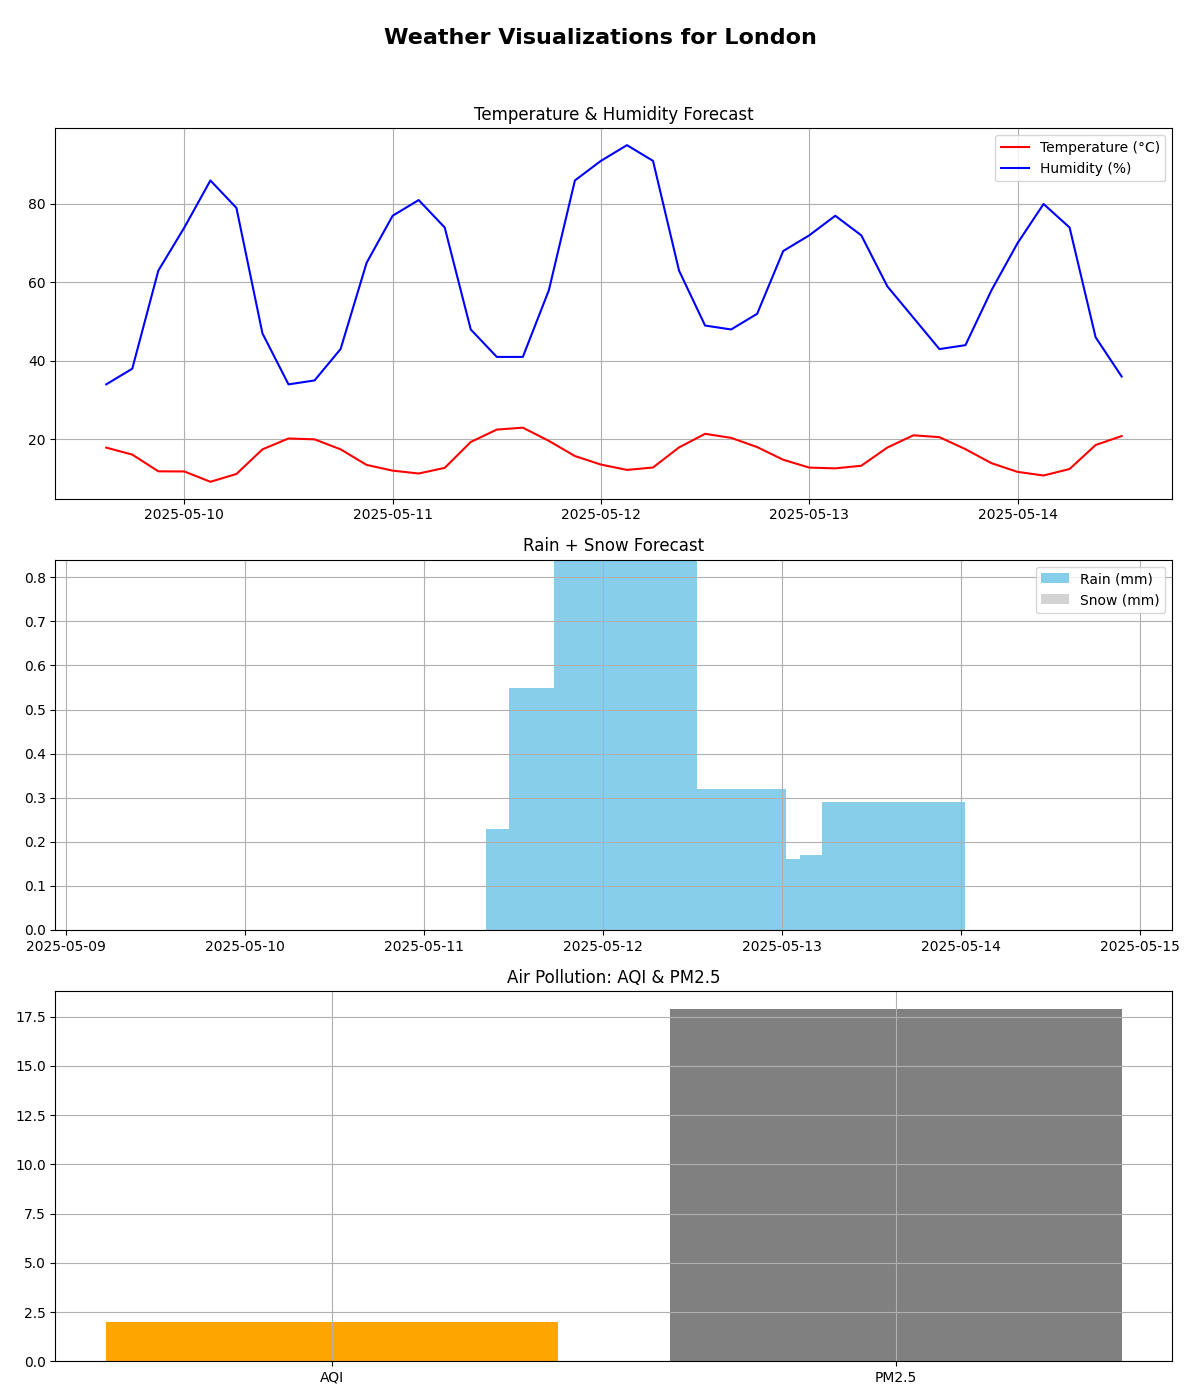 Weather Visualizations for London
Temperature & Humidity Forecast
Temperature (°C)
Humidity (%)
80
60
40
20
2025-05-10 2025-05-11 2025-05-12 2025-05-13 2025-05-14
Rain + Snow Forecast
Rain (mm)
Snow (mm)
0.8
0.7
0.6
0.5
0.4
0.3
0.2
0.1
0.0
2025-05-09 2025-05-10 2025-05-11 2025-05-12 2025-05-13 2025-05-14 2025-05-15
Air Pollution: AQI & PM2.5
17.5
15.0
12.5
10.0
7.5
5.0
2.5
0.0
AQI PM2.5